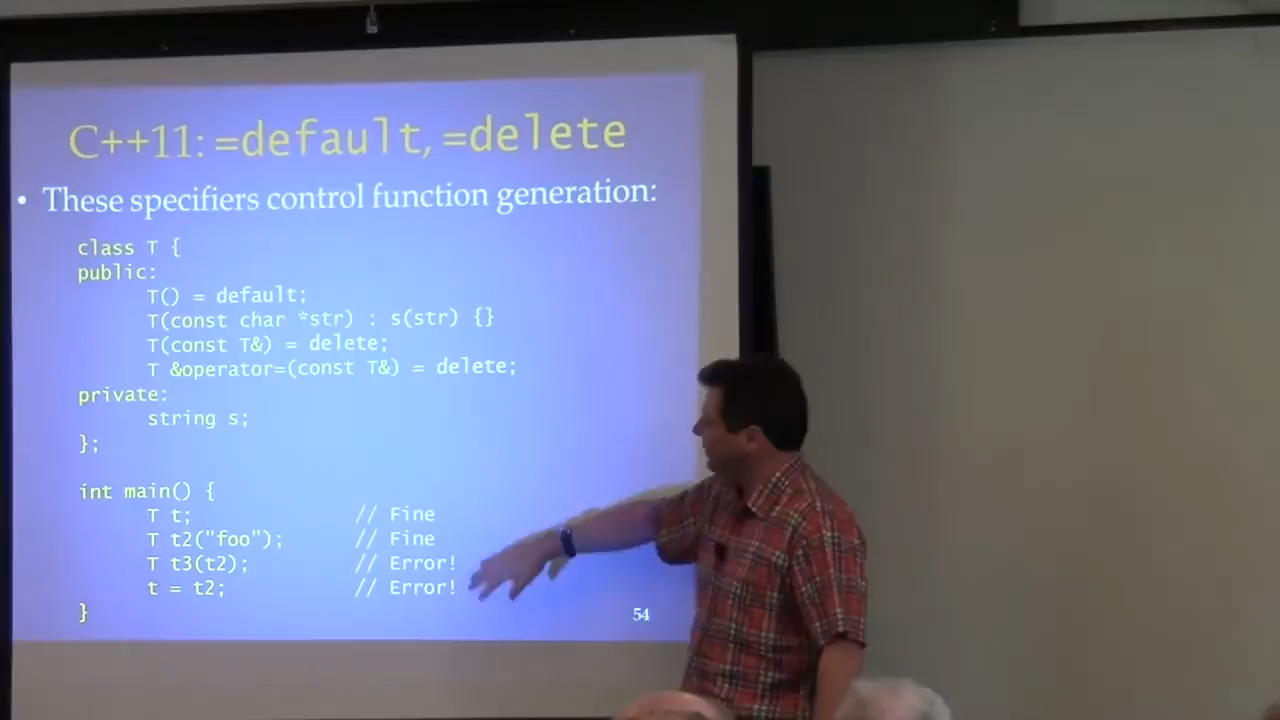 C++11: =default, =delete
• These specifiers control function generation:
class T {
public:
T() = default;
T(const char *str) : s(str) {}
T(const T&) = delete;
T &operator=(const T&) = delete;
private:
string s;
};
int main() {
T t; // Fine
T t2("foo"); // Fine
T t3(t2); // Error!
t = t2; // Error!
}
54